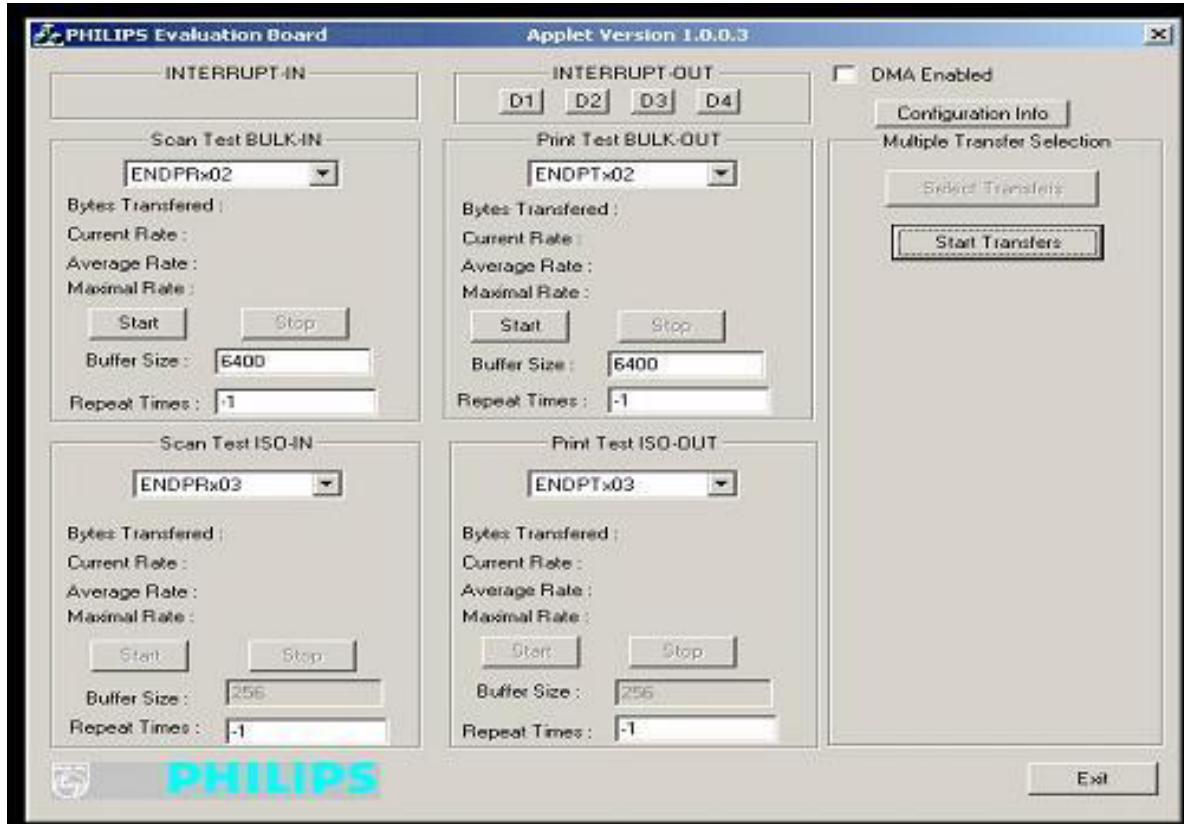 PHILIPS Evaluation Board Applet Version 1.0.0.3
INTERRUPT-IN
INTERRUPT-OUT
D1 D2 D3 D4
DMA Enabled
Configuration Info
Scan Test BULK-IN
ENDPRx02
Bytes Transfered :
Current Rate :
Average Rate :
Maximal Rate :
Start Stop
Buffer Size : 6400
Repeat Times : -1
Print Test BULK-OUT
ENDPTx02
Bytes Transfered :
Current Rate :
Average Rate :
Maximal Rate :
Start Stop
Buffer Size : 6400
Repeat Times : -1
Multiple Transfer Selection
Select Transfers
Start Transfers
Scan Test ISO-IN
ENDPRx03
Bytes Transfered :
Current Rate :
Average Rate :
Maximal Rate :
Start Stop
Buffer Size : 256
Repeat Times : -1
Print Test ISO-OUT
ENDPTx03
Bytes Transfered :
Current Rate :
Average Rate :
Maximal Rate :
Start Stop
Buffer Size : 256
Repeat Times : -1
PHILIPS
Exit